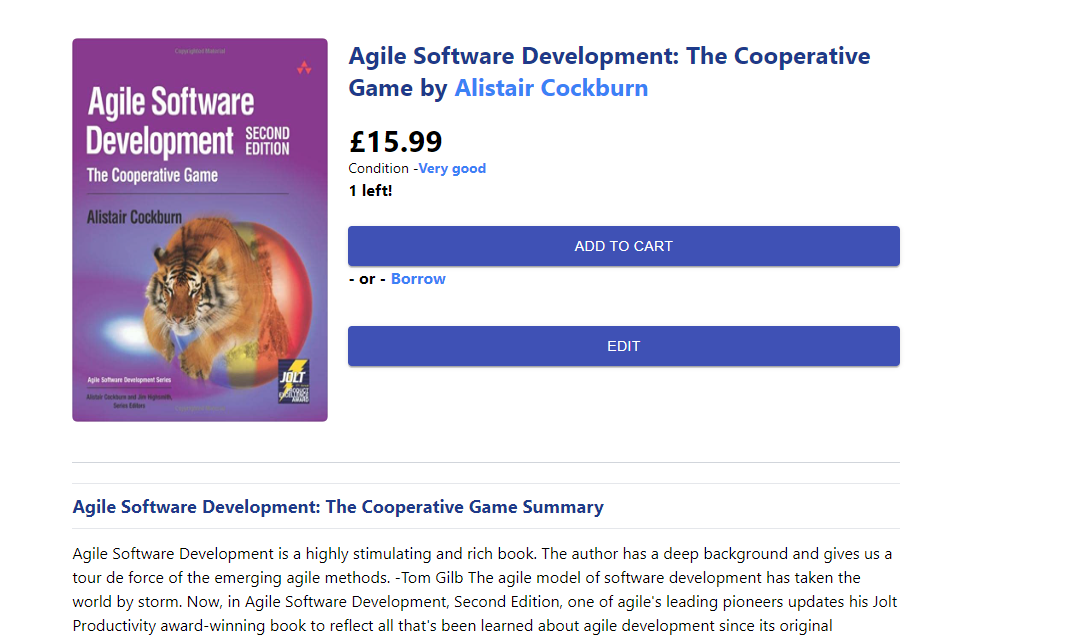 Copyrighted Material
Agile Software
Development SECOND
EDITION
The Cooperative Game
Alistair Cockburn
JOLT
Agile Software Development Series
Alistair Cockburn and Jim Highsmith,
Series Editors
Agile Software Development: The Cooperative
Game by Alistair Cockburn
£15.99
Condition -Very good
1 left!
ADD TO CART
- or - Borrow
EDIT
Agile Software Development: The Cooperative Game Summary
Agile Software Development is a highly stimulating and rich book. The author has a deep background and gives us a
tour de force of the emerging agile methods. -Tom Gilb The agile model of software development has taken the
world by storm. Now, in Agile Software Development, Second Edition, one of agile's leading pioneers updates his Jolt
Productivity award-winning book to reflect all that's been learned about agile development since its original